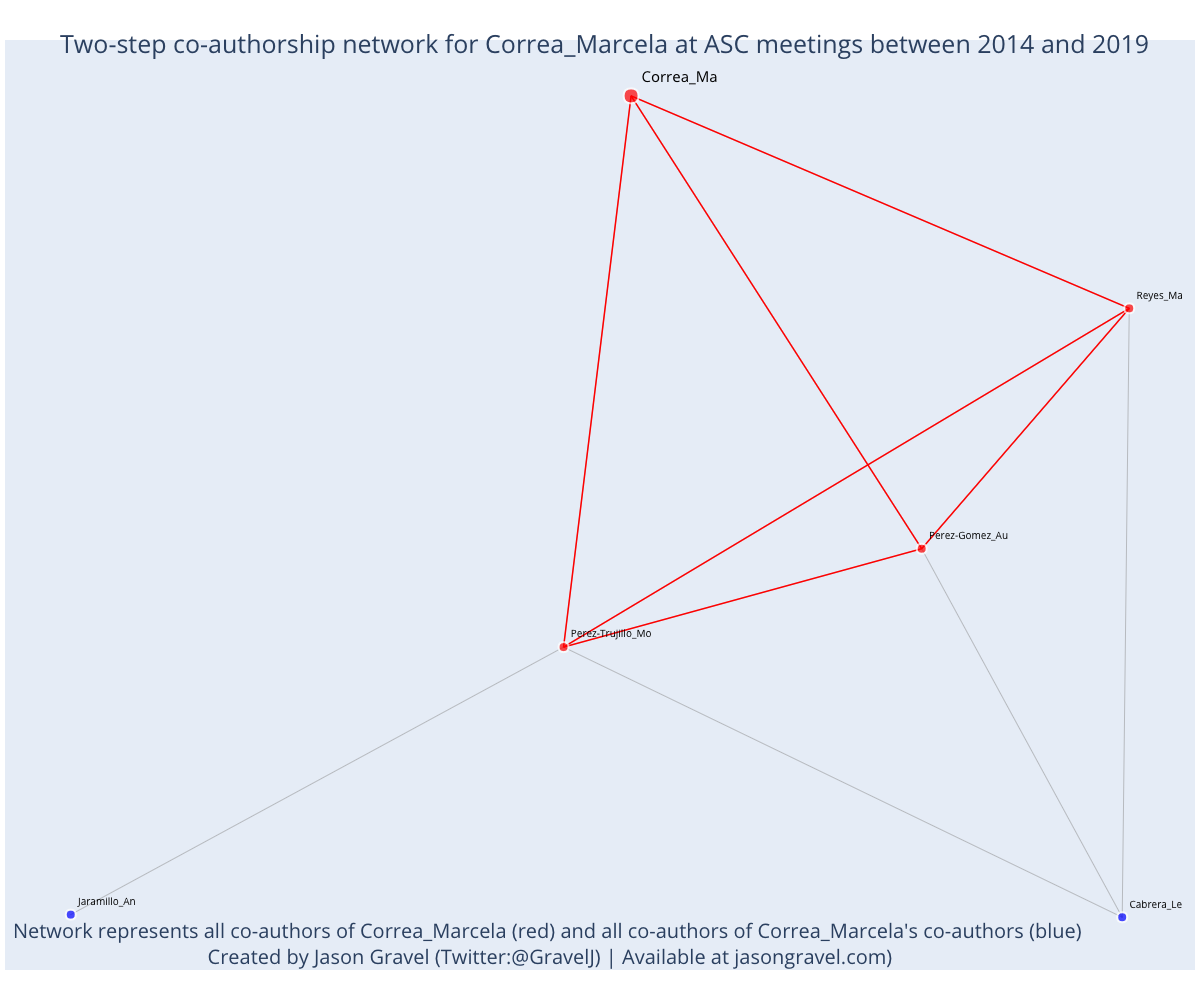 Two-step co-authorship network for Correa_Marcela at ASC meetings between 2014 and 2019
Correa_Ma
Reyes_Ma
Perez-Gomez_Au
Perez-Trujillo_Mo
Jaramillo_An
Cabrera_Le
Network represents all co-authors of Correa_Marcela (red) and all co-authors of Correa_Marcela's co-authors (blue)
Created by Jason Gravel (Twitter:@GravelJ) | Available at jasongravel.com)